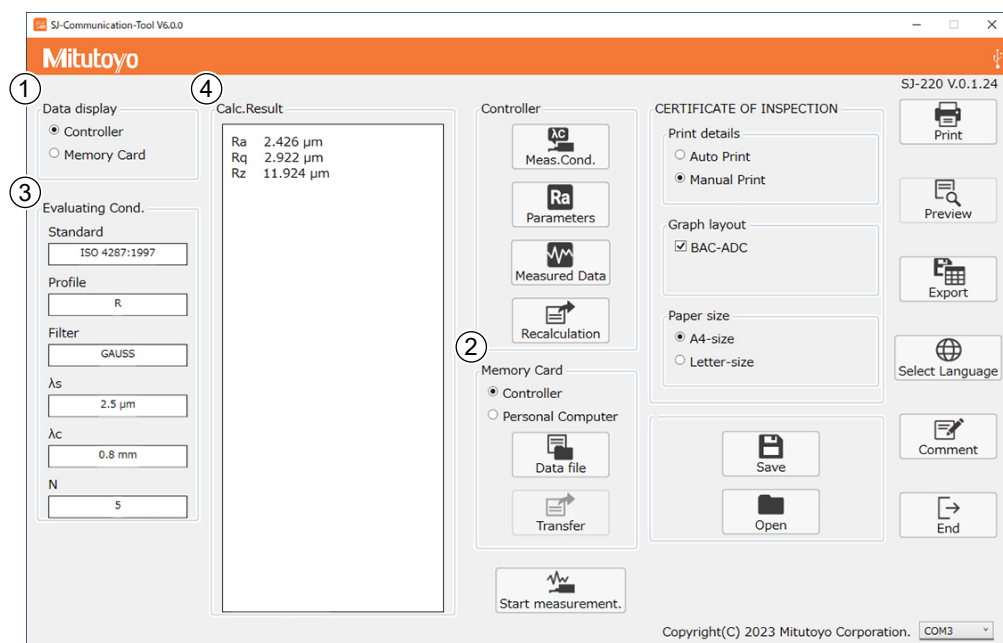 SJ-Communication-Tool V6.0.0
Mitutoyo
SJ-220 V.0.1.24
1
Data display
Controller
Memory Card
3
Evaluating Cond.
Standard
ISO 4287:1997
Profile
R
Filter
GAUSS
λs
2.5 µm
λc
0.8 mm
N
5
4
Calc.Result
Ra 2.426 µm
Rq 2.922 µm
Rz 11.924 µm
Controller
λC
Meas.Cond.
Ra
Parameters
Measured Data
Recalculation
2
Memory Card
Controller
Personal Computer
Data file
Transfer
Start measurement.
CERTIFICATE OF INSPECTION
Print details
Auto Print
Manual Print
Graph layout
BAC-ADC
Paper size
A4-size
Letter-size
Save
Open
Print
Preview
Export
Select Language
Comment
End
Copyright(C) 2023 Mitutoyo Corporation.
COM3